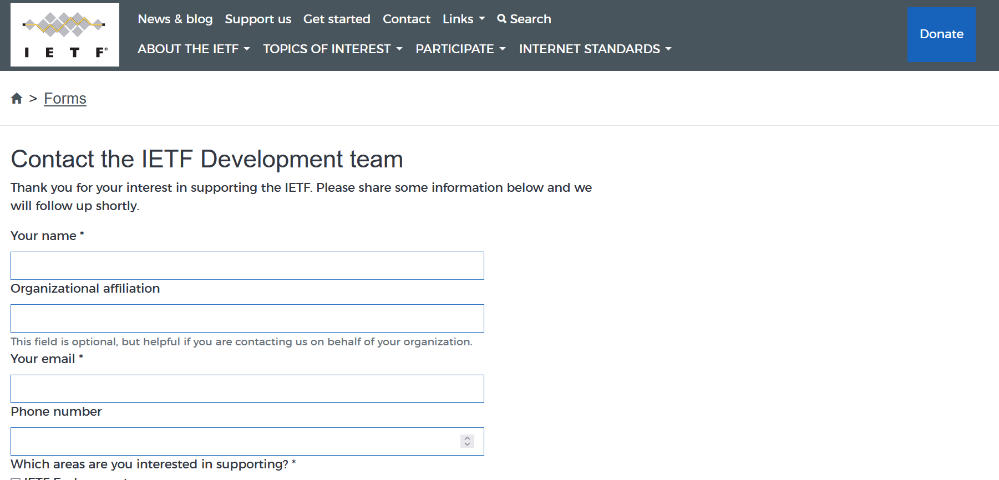 News & blog Support us Get started Contact Links Search
Donate
IETF®
ABOUT THE IETF TOPICS OF INTEREST PARTICIPATE INTERNET STANDARDS
> Forms
Contact the IETF Development team
Thank you for your interest in supporting the IETF. Please share some information below and we
will follow up shortly.
Your name *
Organizational affiliation
This field is optional, but helpful if you are contacting us on behalf of your organization.
Your email *
Phone number
Which areas are you interested in supporting? *
IETF